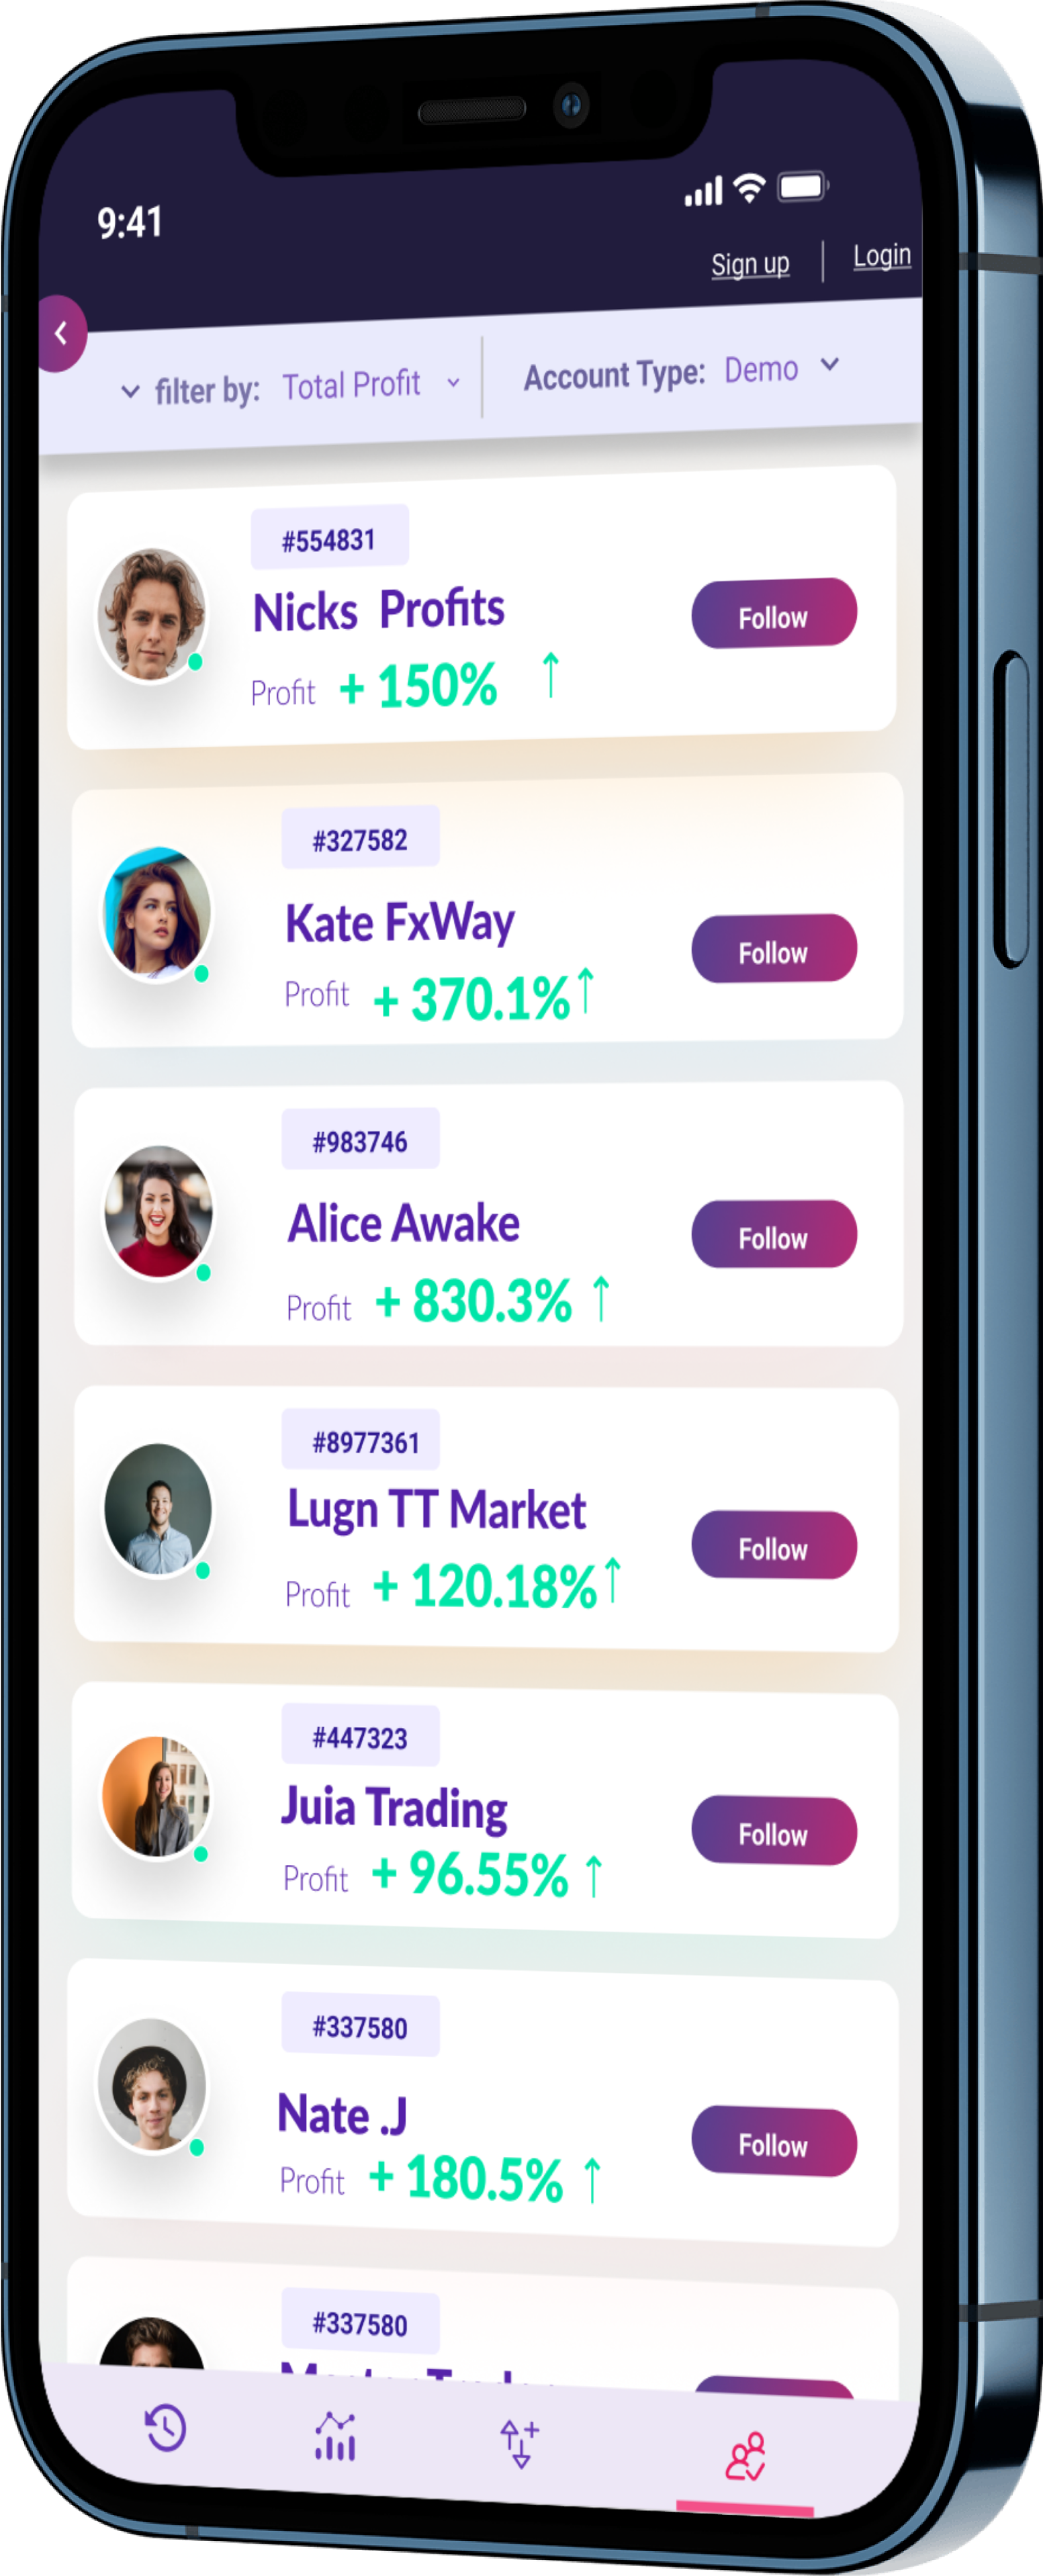 9:41
Sign up | Login
filter by: Total Profit Account Type: Demo
#554831
Nicks Profits
Follow
Profit + 150% ↑
#327582
Kate FxWay
Follow
Profit + 370.1% ↑
#983746
Alice Awake
Follow
Profit + 830.3% ↑
#8977361
Lugn TT Market
Follow
Profit + 120.18% ↑
#447323
Juia Trading
Follow
Profit + 96.55% ↑
#337580
Nate .J
Follow
Profit + 180.5% ↑
#337580